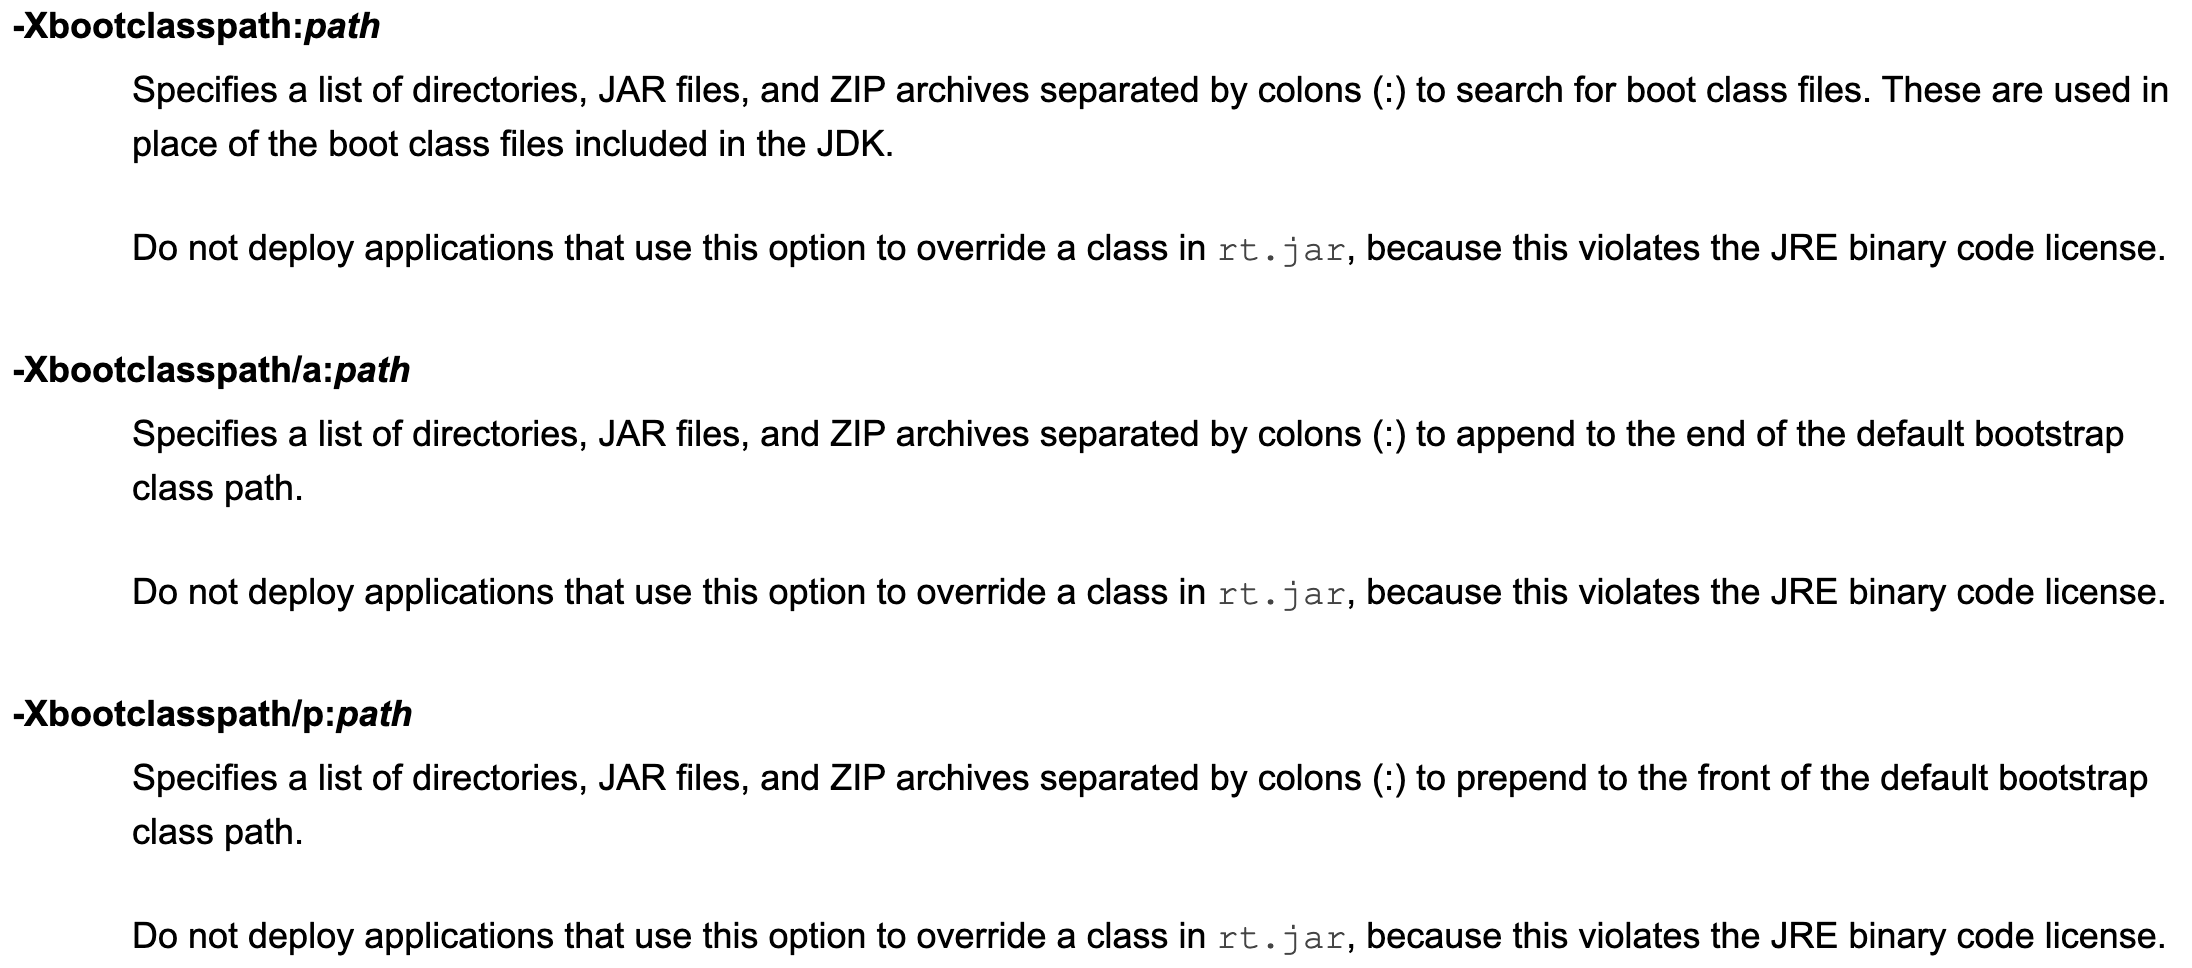 -Xbootclasspath:path
Specifies a list of directories, JAR files, and ZIP archives separated by colons (:) to search for boot class files. These are used in
place of the boot class files included in the JDK.
Do not deploy applications that use this option to override a class in rt.jar, because this violates the JRE binary code license.
-Xbootclasspath/a:path
Specifies a list of directories, JAR files, and ZIP archives separated by colons (:) to append to the end of the default bootstrap
class path.
Do not deploy applications that use this option to override a class in rt.jar, because this violates the JRE binary code license.
-Xbootclasspath/p:path
Specifies a list of directories, JAR files, and ZIP archives separated by colons (:) to prepend to the front of the default bootstrap
class path.
Do not deploy applications that use this option to override a class in rt.jar, because this violates the JRE binary code license.